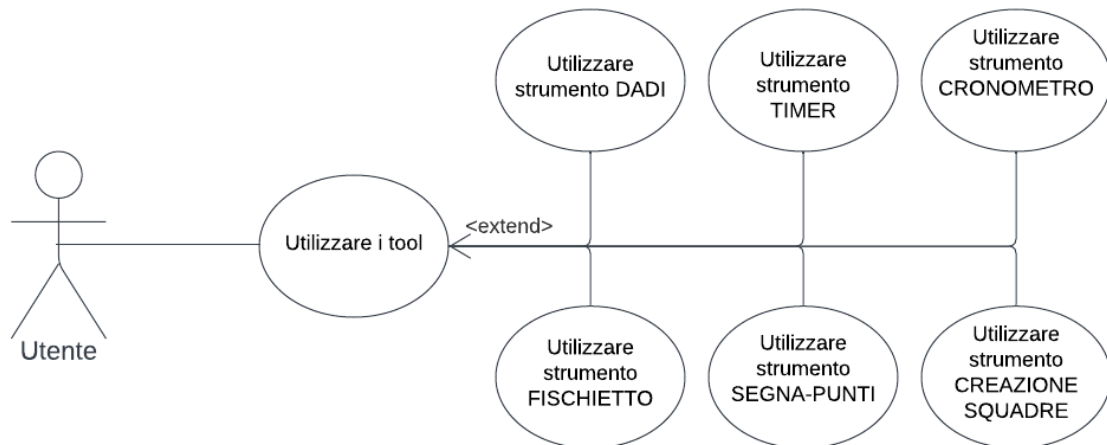 Utilizzare
strumento DADI
Utilizzare
strumento
TIMER
Utilizzare
strumento
CRONOMETRO
<extend>
Utilizzare i tool
Utente
Utilizzare
strumento
FISCHIETTO
Utilizzare
strumento
SEGNA-PUNTI
Utilizzare
strumento
CREAZIONE
SQUADRE